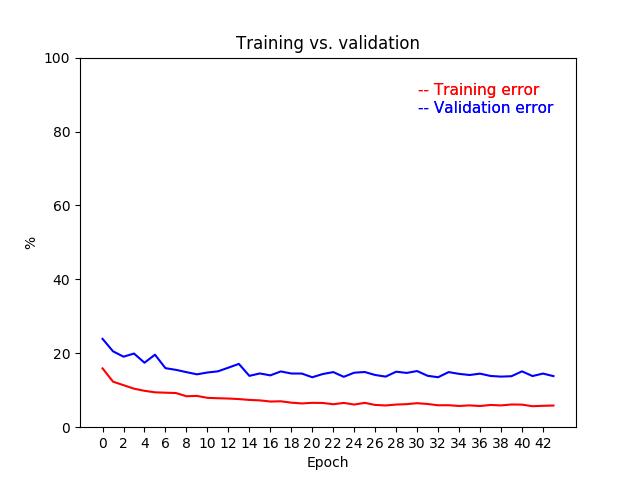 Training vs. validation
100
-- Training error
-- Validation error
80
60
%
40
20
0
0 2 4 6 8 10 12 14 16 18 20 22 24 26 28 30 32 34 36 38 40 42
Epoch